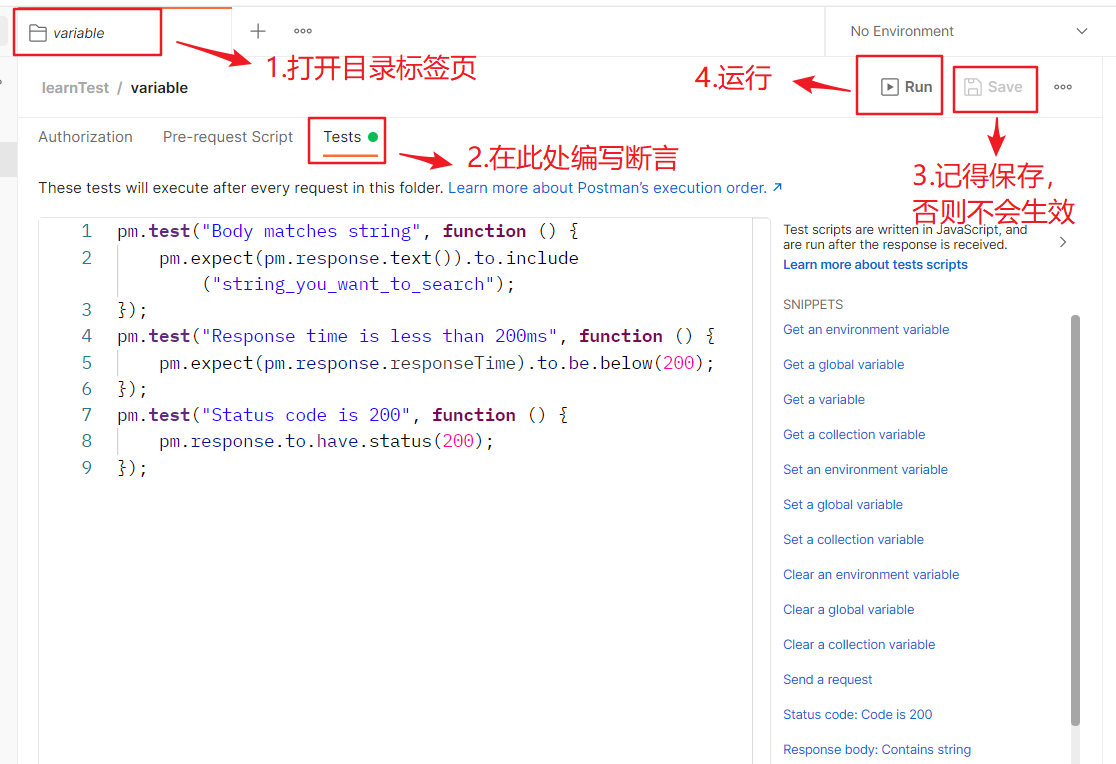 variable
No Environment
1.打开目录标签页
learnTest / variable
4.运行
Run
Save
Authorization
Pre-request Script
Tests
2.在此处编写断言
3.记得保存,
否则不会生效
These tests will execute after every request in this folder. Learn more about Postman's execution order. ↗
1 pm.test("Body matches string", function () {
2 pm.expect(pm.response.text()).to.include
("string_you_want_to_search");
3 });
4 pm.test("Response time is less than 200ms", function () {
5 pm.expect(pm.response.responseTime).to.be.below(200);
6 });
7 pm.test("Status code is 200", function () {
8 pm.response.to.have.status(200);
9 });
Test scripts are written in JavaScript, and
are run after the response is received.
Learn more about tests scripts
SNIPPETS
Get an environment variable
Get a global variable
Get a variable
Get a collection variable
Set an environment variable
Set a global variable
Set a collection variable
Clear an environment variable
Clear a global variable
Clear a collection variable
Send a request
Status code: Code is 200
Response body: Contains string